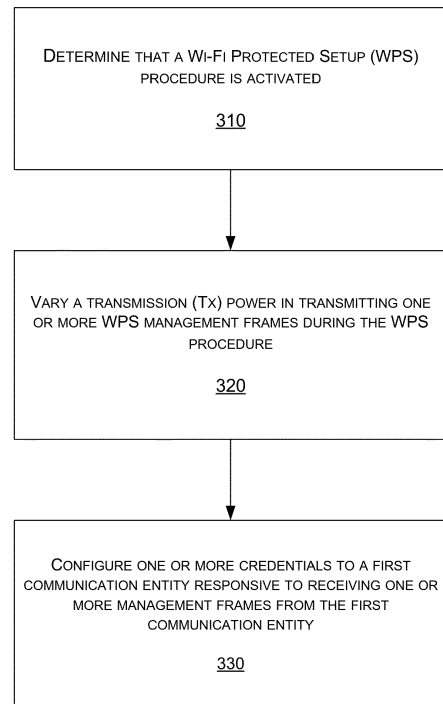 DETERMINE THAT A WI-FI PROTECTED SETUP (WPS)
PROCEDURE IS ACTIVATED
310
VARY A TRANSMISSION (TX) POWER IN TRANSMITTING ONE
OR MORE WPS MANAGEMENT FRAMES DURING THE WPS
PROCEDURE
320
CONFIGURE ONE OR MORE CREDENTIALS TO A FIRST
COMMUNICATION ENTITY RESPONSIVE TO RECEIVING ONE OR
MORE MANAGEMENT FRAMES FROM THE FIRST
COMMUNICATION ENTITY
330